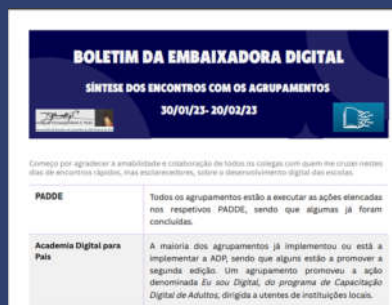 BOLETIM DA EMBAIXADORA DIGITAL
SÍNTESE DOS ENCONTROS COM OS AGRUPAMENTOS
30/01/23- 20/02/23
Começo por agradecer a amabilidade e colaboração de todos os colegas com quem me cruzei nestes
dias de encontros rápidos, mas esclarecedores, sobre o desenvolvimento digital das escolas.
PADDE
Todos os agrupamentos estão a executar as ações elencadas
nos respetivos PADDE, sendo que algumas já foram
concluídas.
Academia Digital para
Pais
A maioria dos agrupamentos já implementou ou está a
implementar a ADP, sendo que alguns estão a promover a
segunda edição. Um agrupamento promoveu a ação
denominada Eu sou Digital, do programa de Capacitação
Digital de Adultos, dirigida a utentes de instituições locais.